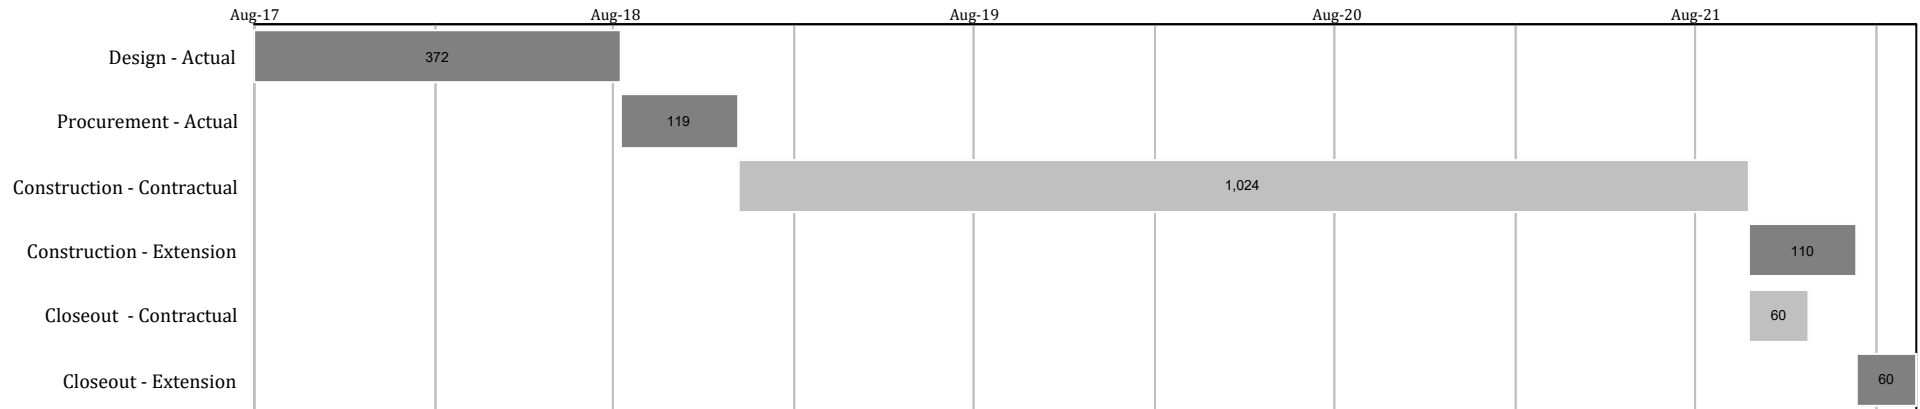 Aug-17 Aug-18 Aug-19 Aug-20 Aug-21
Design - Actual 372
Procurement - Actual 119
Construction - Contractual 1,024
Construction - Extension 110
Closeout - Contractual 60
Closeout - Extension 60